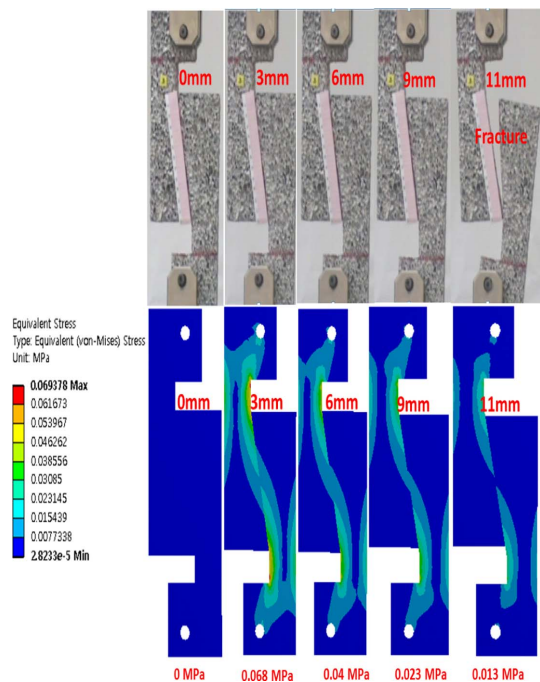 0mm 3mm 6mm 9mm 11mm
Fracture
Equivalent Stress
Type: Equivalent (von-Mises) Stress
Unit: MPa
0.069378 Max
0.061673
0.053967
0.046262
0.038556
0.03085
0.023145
0.015439
0.0077338
2.8233e-5 Min
0mm 3mm 6mm 9mm 11mm
0 MPa 0.068 MPa 0.04 MPa 0.023 MPa 0.013 MPa